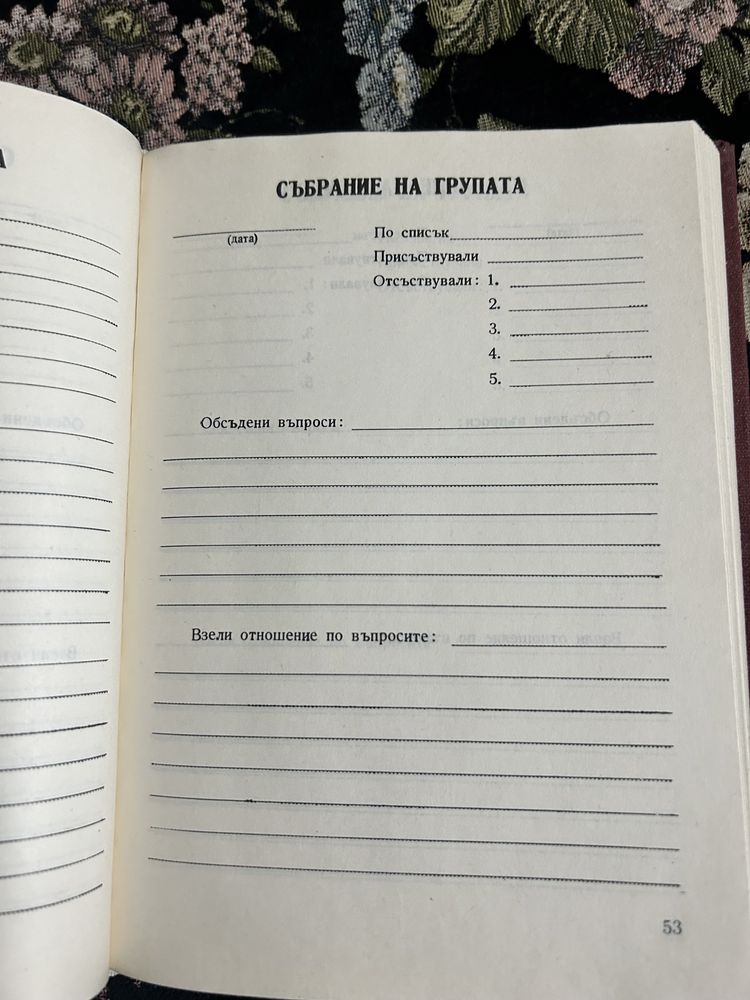 СЪБРАНИЕ НА ГРУПАТА
(дата)
По списък
Присъствували
Отсъствували: 1.
2.
3.
4.
5.
Обсъдени въпроси:
Взели отношение по въпросите:
53